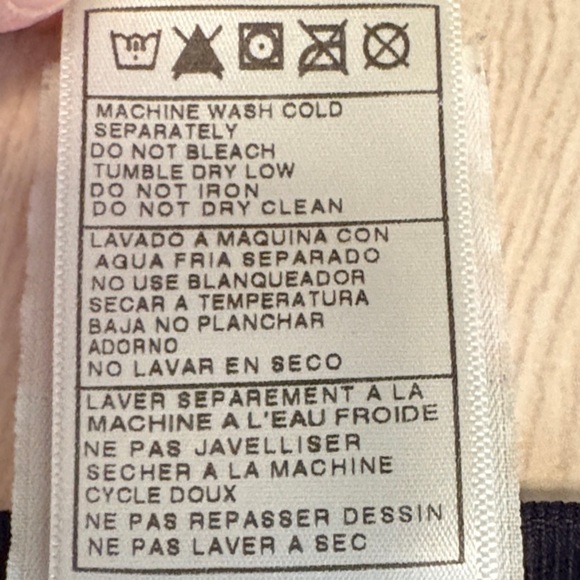 MACHINE WASH COLD
SEPARATELY
DO NOT BLEACH
TUMBLE DRY LOW
DO NOT IRON
DO NOT DRY CLEAN
LAVADO A MAQUINA CON
AGUA FRIA SEPARADO
NO USE BLANQUEADOR
SECAR A TEMPERATURA
BAJA NO PLANCHAR
ADORNO
NO LAVAR EN SECO
LAVER SEPAREMENT A LA
MACHINE A L'EAU FROIDE
NE PAS JAVELLISER
SECHER A LA MACHINE
CYCLE DOUX
NE PAS REPASSER DESSIN
NE PAS LAVER A SEC